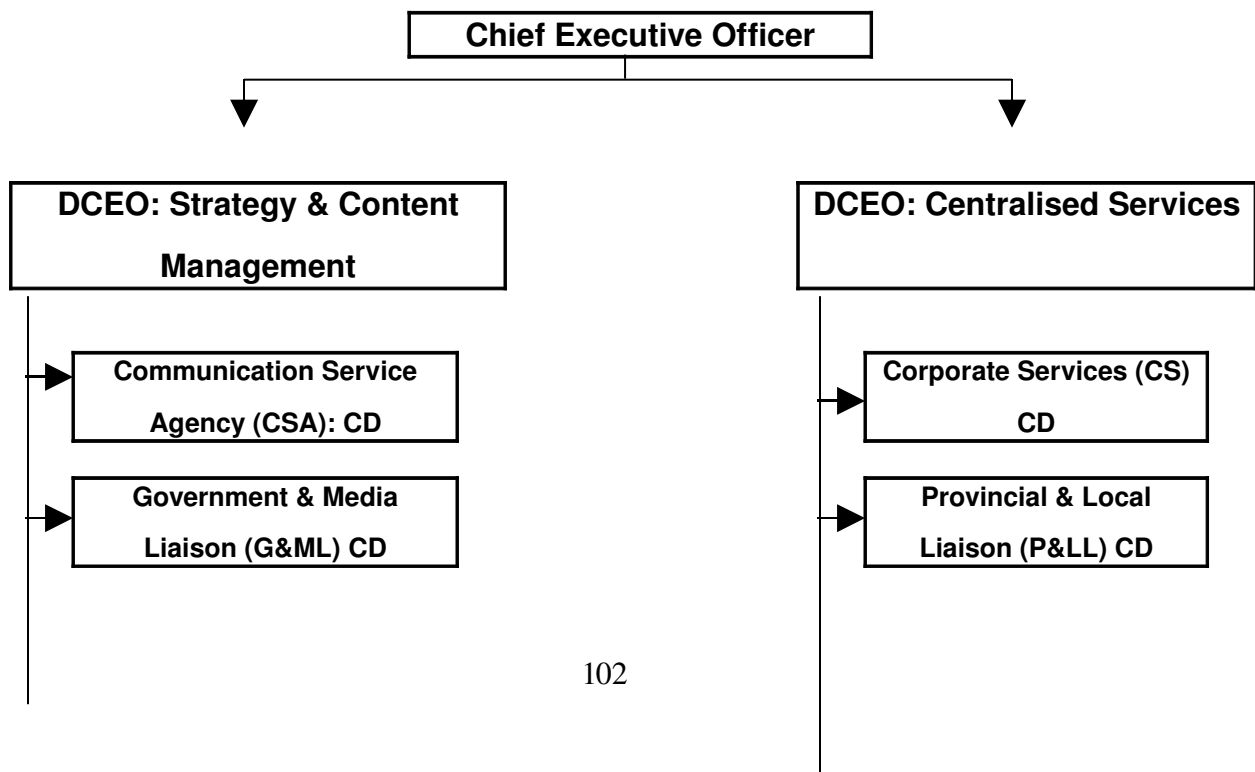 Chief Executive Officer
DCEO: Strategy & Content
Management
DCEO: Centralised Services
Communication Service
Agency (CSA): CD
Corporate Services (CS)
CD
Government & Media
Liaison (G&ML) CD
Provincial & Local
Liaison (P&LL) CD
102